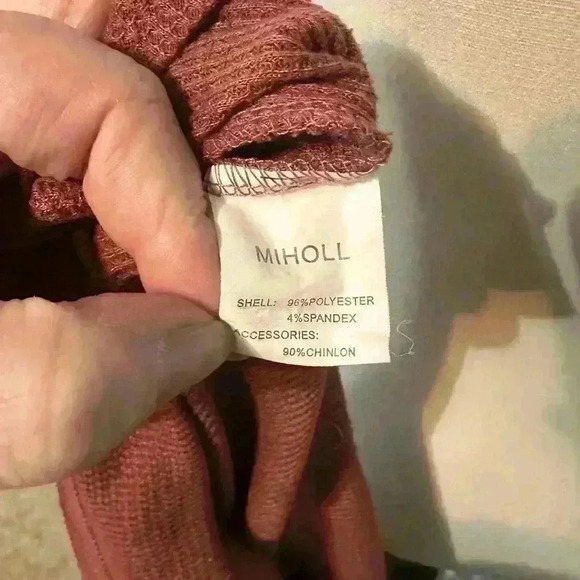 MIHOLL
SHELL: 96%POLYESTER
4%SPANDEX
ACCESSORIES:
90%CHINLON